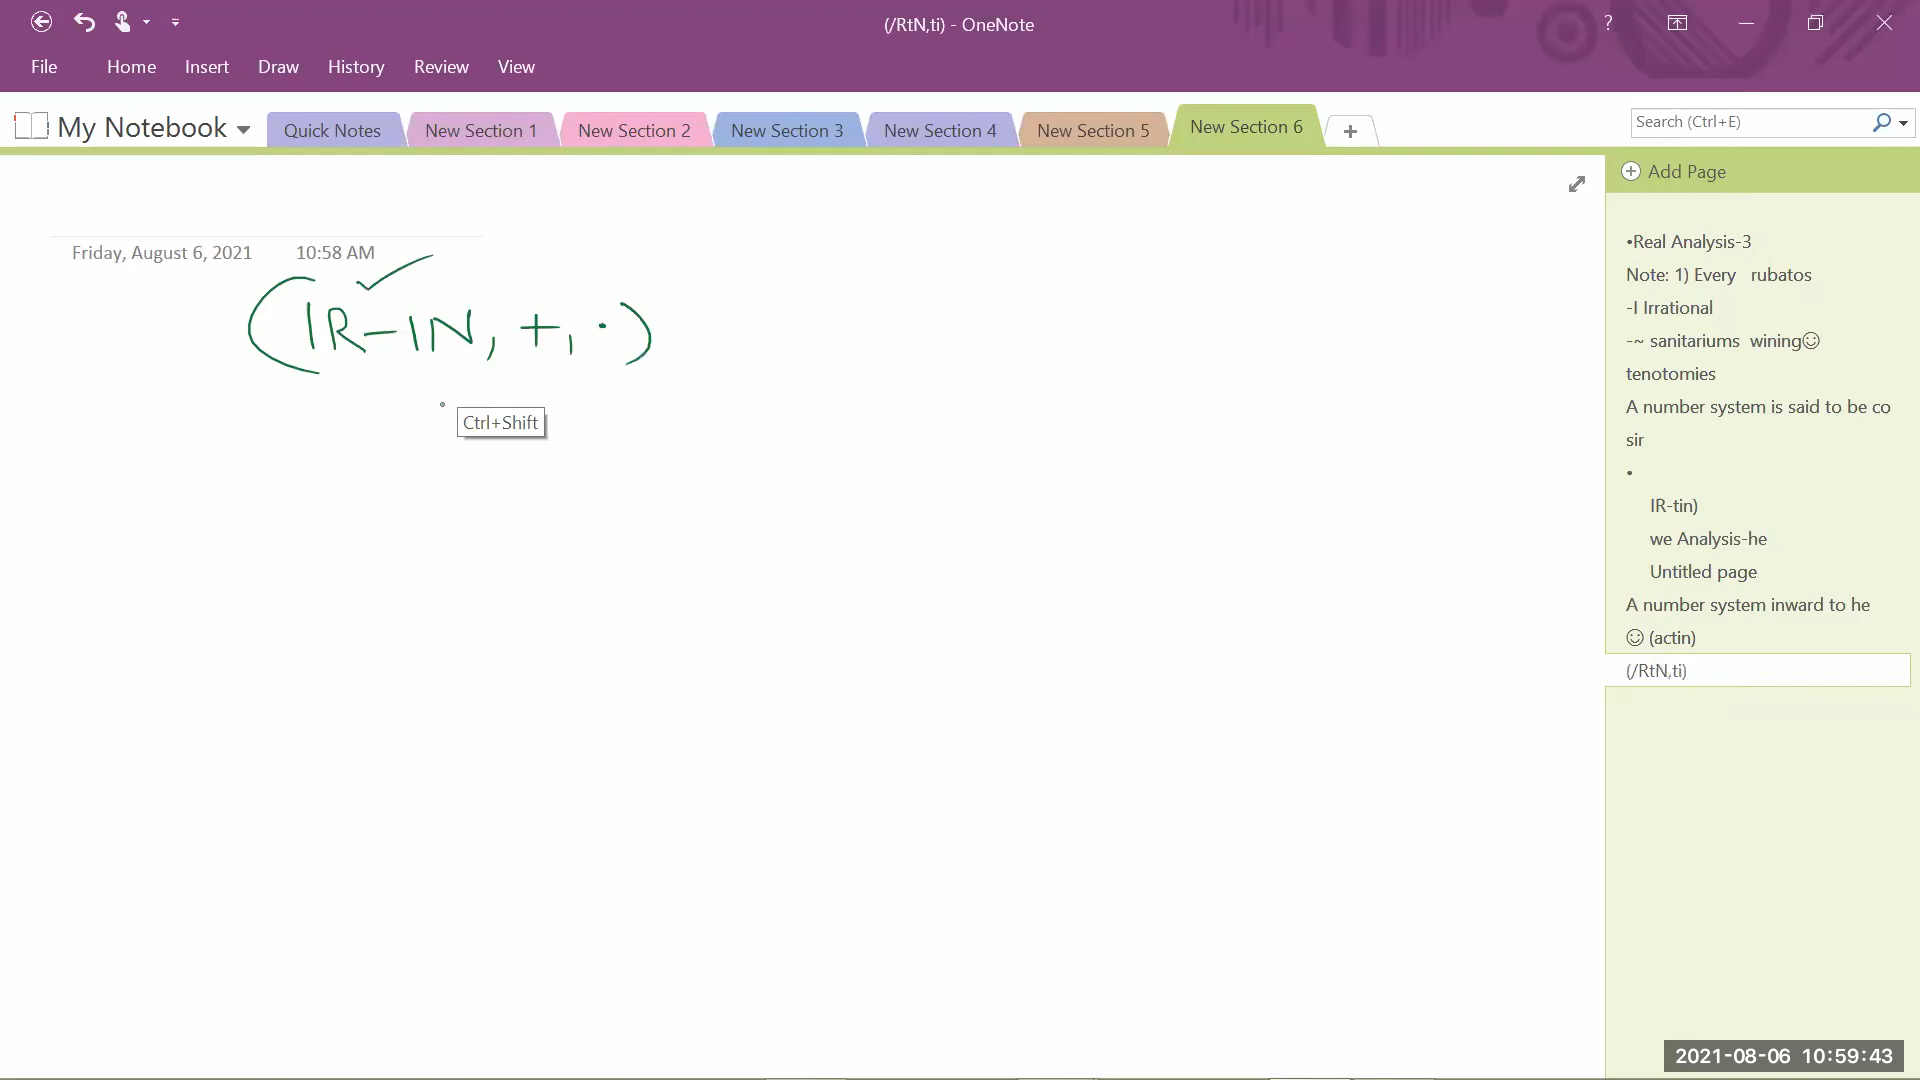 (/RtN,ti) - OneNote
?
File Home Insert Draw History Review View
My Notebook Quick Notes New Section 1 New Section 2 New Section 3 New Section 4 New Section 5 New Section 6 +
Search (Ctrl+E)
Friday, August 6, 2021 10:58 AM
(IR-IN, +, ·)
Ctrl+Shift
Add Page
•Real Analysis-3
Note: 1) Every rubatos
-I Irrational
-~ sanitariums wining☺
tenotomies
A number system is said to be co
sir
•
IR-tin)
we Analysis-he
Untitled page
A number system inward to he
☺ (actin)
(/RtN,ti)
2021-08-06 10:59:43